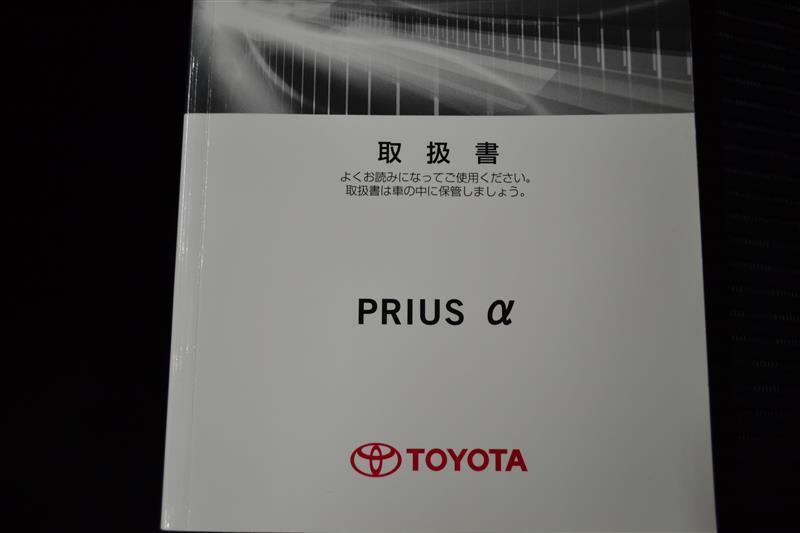 取扱書
よくお読みになってご使用ください。
取扱書は車の中に保管しましょう。
PRIUS α
TOYOTA